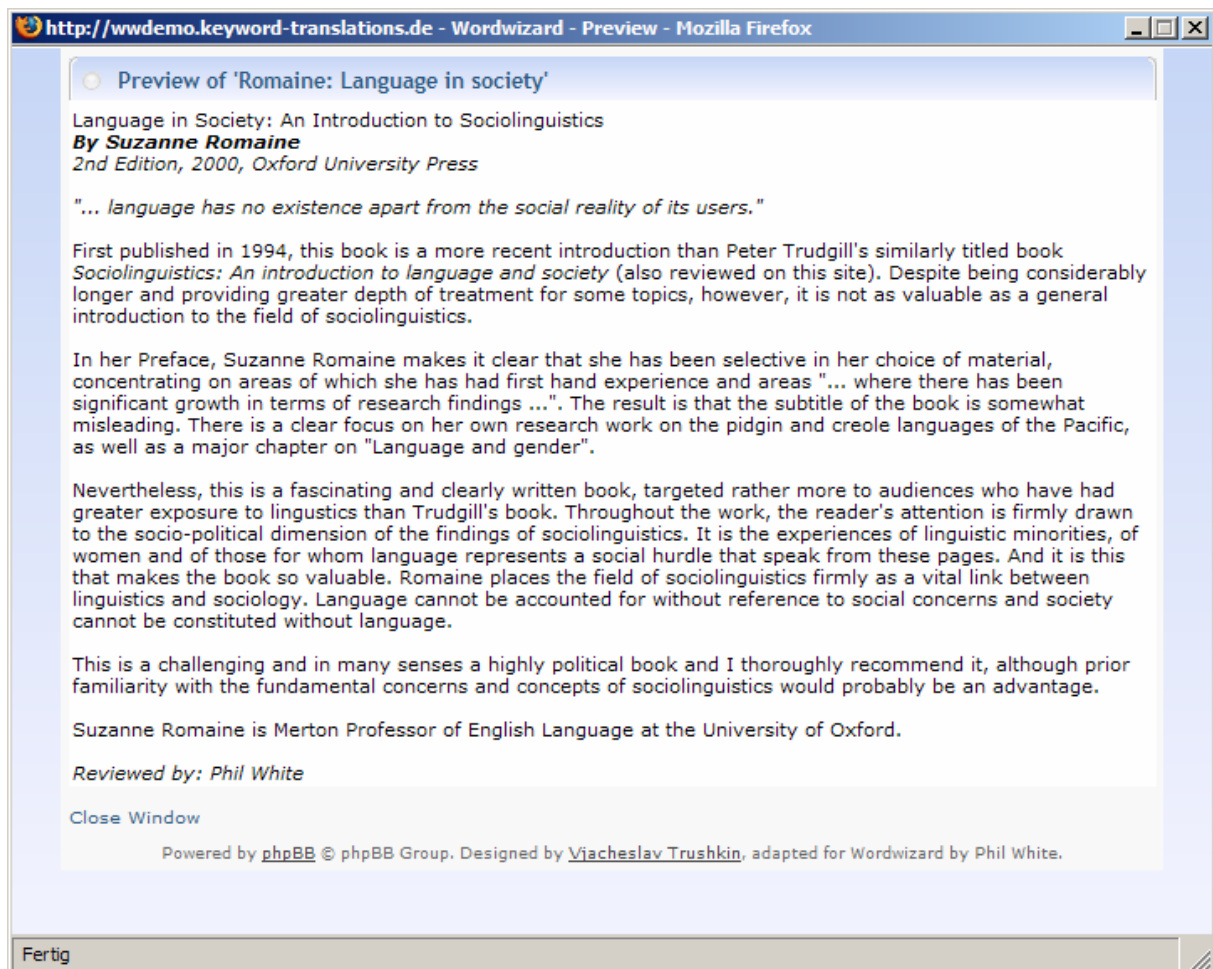 http://wwdemo.keyword-translations.de - Wordwizard - Preview - Mozilla Firefox
Preview of 'Romaine: Language in society'
Language in Society: An Introduction to Sociolinguistics
By Suzanne Romaine
2nd Edition, 2000, Oxford University Press
"... language has no existence apart from the social reality of its users."
First published in 1994, this book is a more recent introduction than Peter Trudgill's similarly titled book
Sociolinguistics: An introduction to language and society (also reviewed on this site). Despite being considerably
longer and providing greater depth of treatment for some topics, however, it is not as valuable as a general
introduction to the field of sociolinguistics.
In her Preface, Suzanne Romaine makes it clear that she has been selective in her choice of material,
concentrating on areas of which she has had first hand experience and areas "... where there has been
significant growth in terms of research findings ...". The result is that the subtitle of the book is somewhat
misleading. There is a clear focus on her own research work on the pidgin and creole languages of the Pacific,
as well as a major chapter on "Language and gender".
Nevertheless, this is a fascinating and clearly written book, targeted rather more to audiences who have had
greater exposure to lingustics than Trudgill's book. Throughout the work, the reader's attention is firmly drawn
to the socio-political dimension of the findings of sociolinguistics. It is the experiences of linguistic minorities, of
women and of those for whom language represents a social hurdle that speak from these pages. And it is this
that makes the book so valuable. Romaine places the field of sociolinguistics firmly as a vital link between
linguistics and sociology. Language cannot be accounted for without reference to social concerns and society
cannot be constituted without language.
This is a challenging and in many senses a highly political book and I thoroughly recommend it, although prior
familiarity with the fundamental concerns and concepts of sociolinguistics would probably be an advantage.
Suzanne Romaine is Merton Professor of English Language at the University of Oxford.
Reviewed by: Phil White
Close Window
Powered by phpBB © phpBB Group. Designed by Vjacheslav Trushkin, adapted for Wordwizard by Phil White.
Fertig